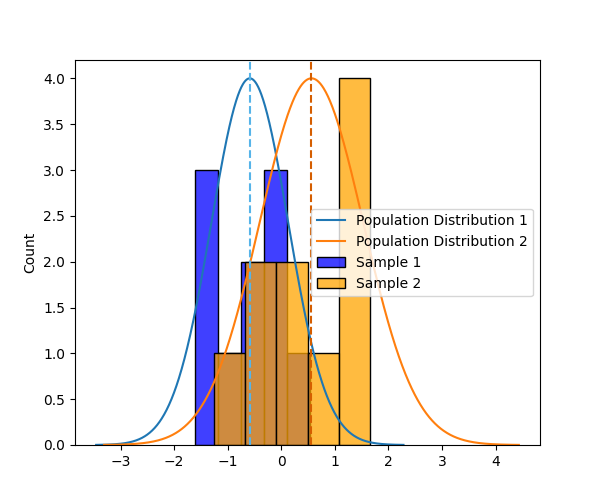 4.0
3.5
3.0
2.5
2.0
1.5
1.0
0.5
0.0
Count
Population Distribution 1
Population Distribution 2
Sample 1
Sample 2
−3 −2 −1 0 1 2 3 4